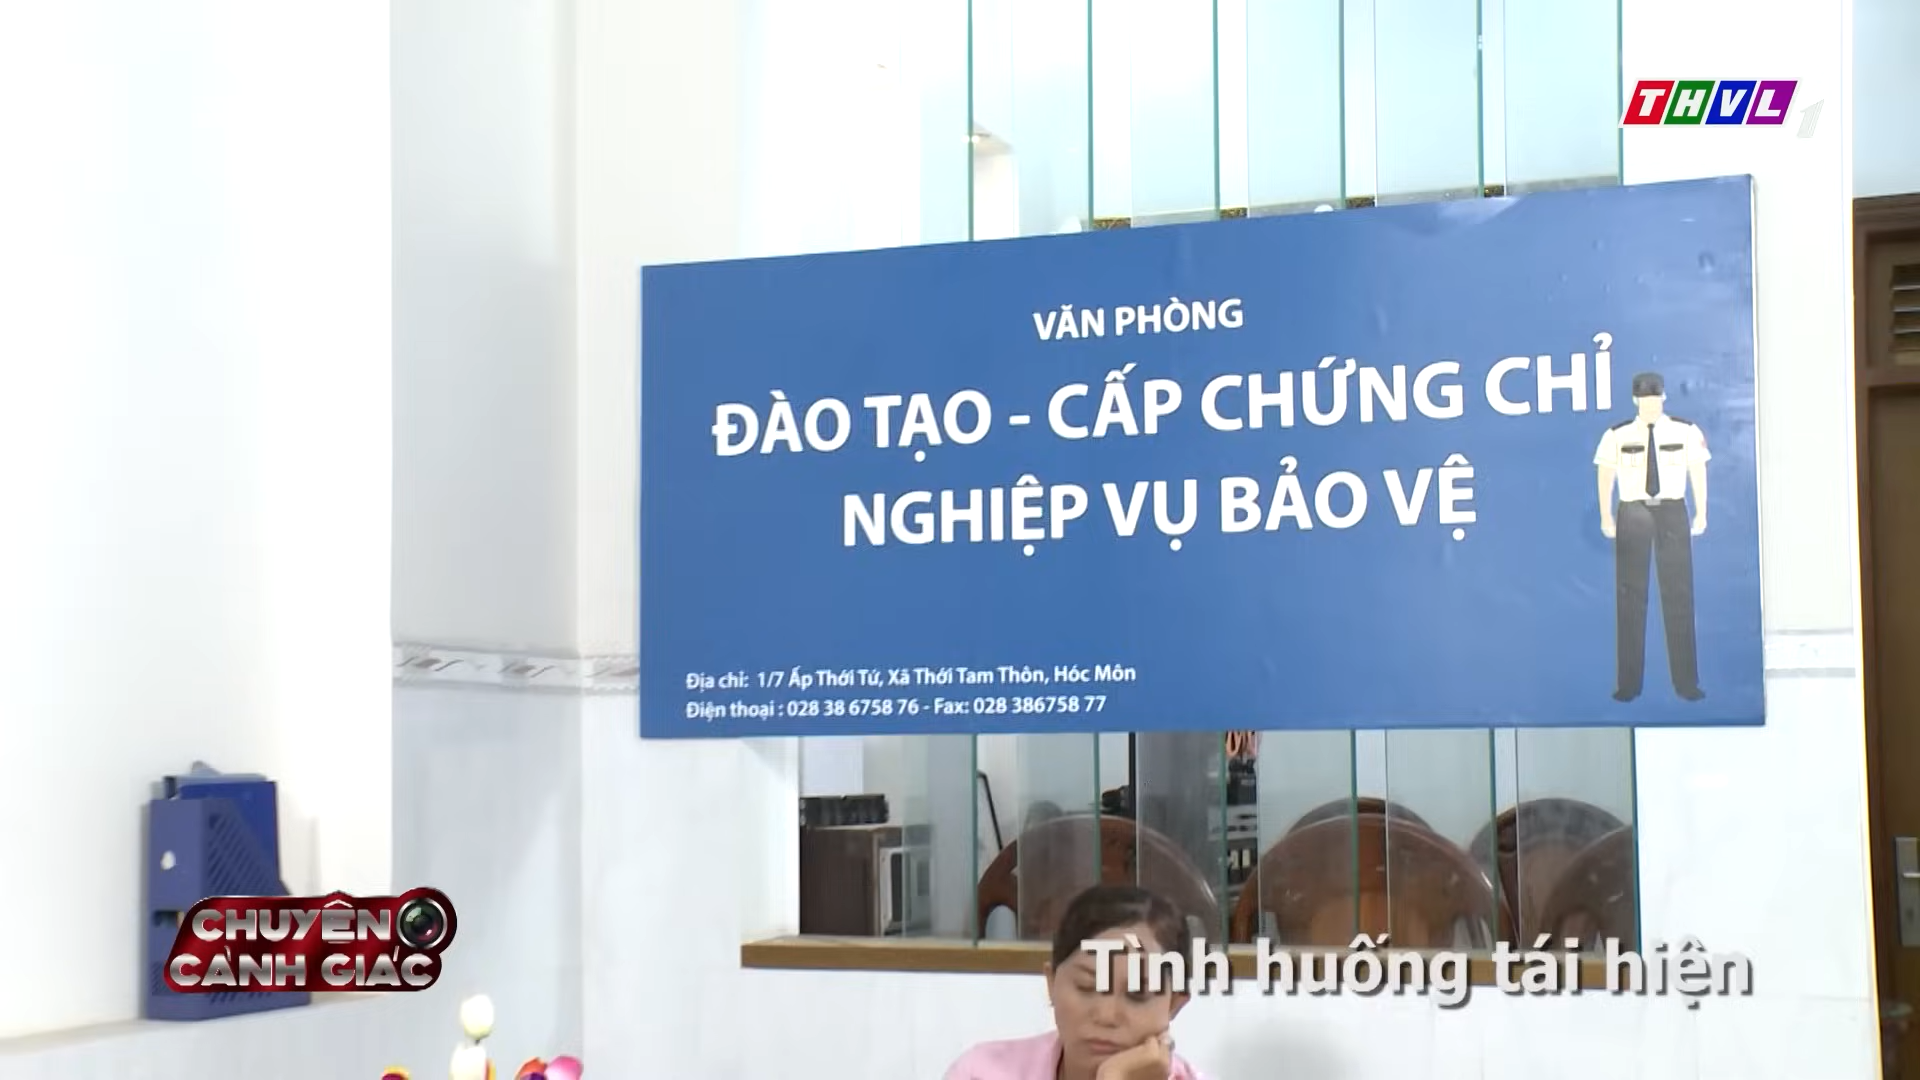 THVL1
VĂN PHÒNG
ĐÀO TẠO - CẤP CHỨNG CHỈ
NGHIỆP VỤ BẢO VỆ
Địa chỉ: 1/7 Ấp Thới Tứ, Xã Thới Tam Thôn, Hóc Môn
Điện thoại : 028 38 6758 76 - Fax: 028 386758 77
CHUYỆN
CẢNH GIÁC
Tình huống tái hiện